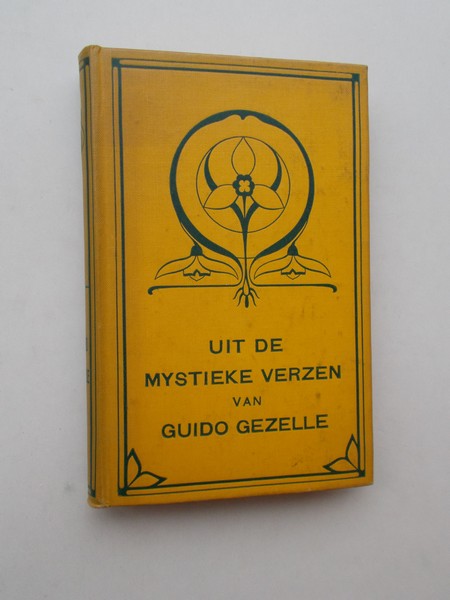 UIT DE
MYSTIEKE VERZEN
VAN
GUIDO GEZELLE